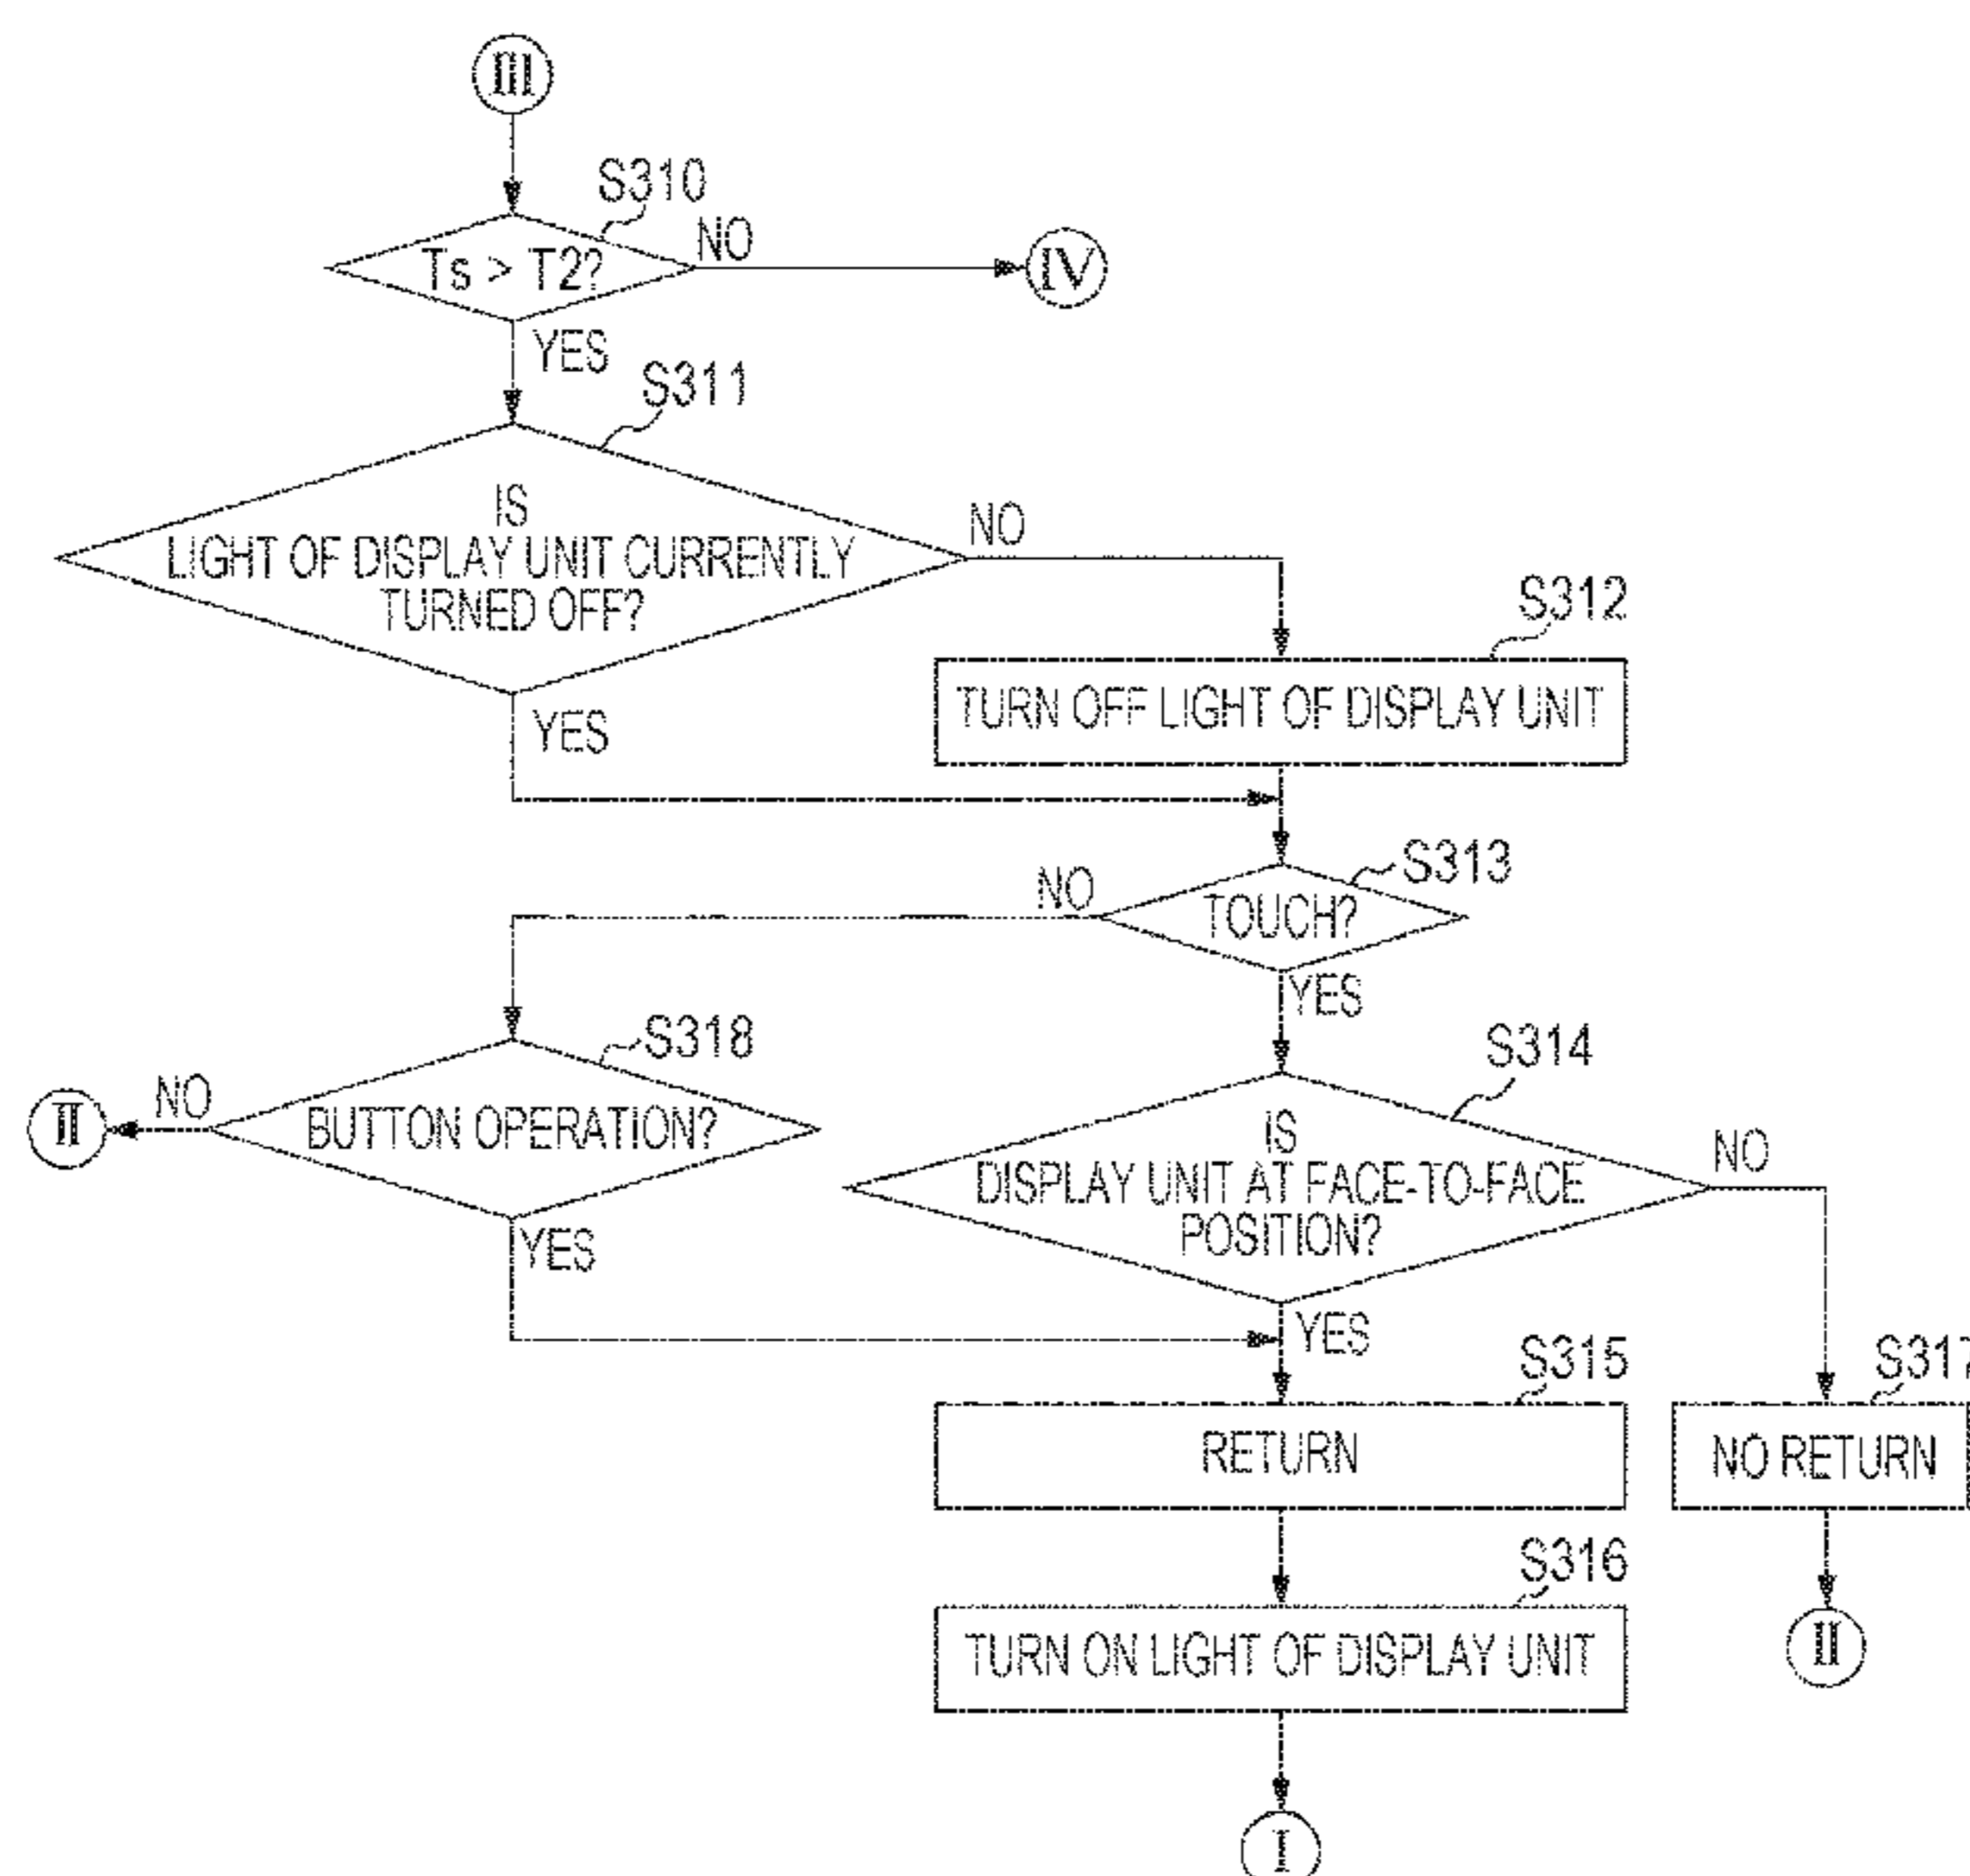 III
S310
Ts > T2?
NO
IV
YES
S311
IS
LIGHT OF DISPLAY UNIT CURRENTLY
TURNED OFF?
NO
S312
TURN OFF LIGHT OF DISPLAY UNIT
YES
S313
NO
TOUCH?
YES
S318
S314
II
NO
BUTTON OPERATION?
IS
DISPLAY UNIT AT FACE-TO-FACE
POSITION?
NO
YES
YES
S315
S317
RETURN
NO RETURN
S316
TURN ON LIGHT OF DISPLAY UNIT
II
I